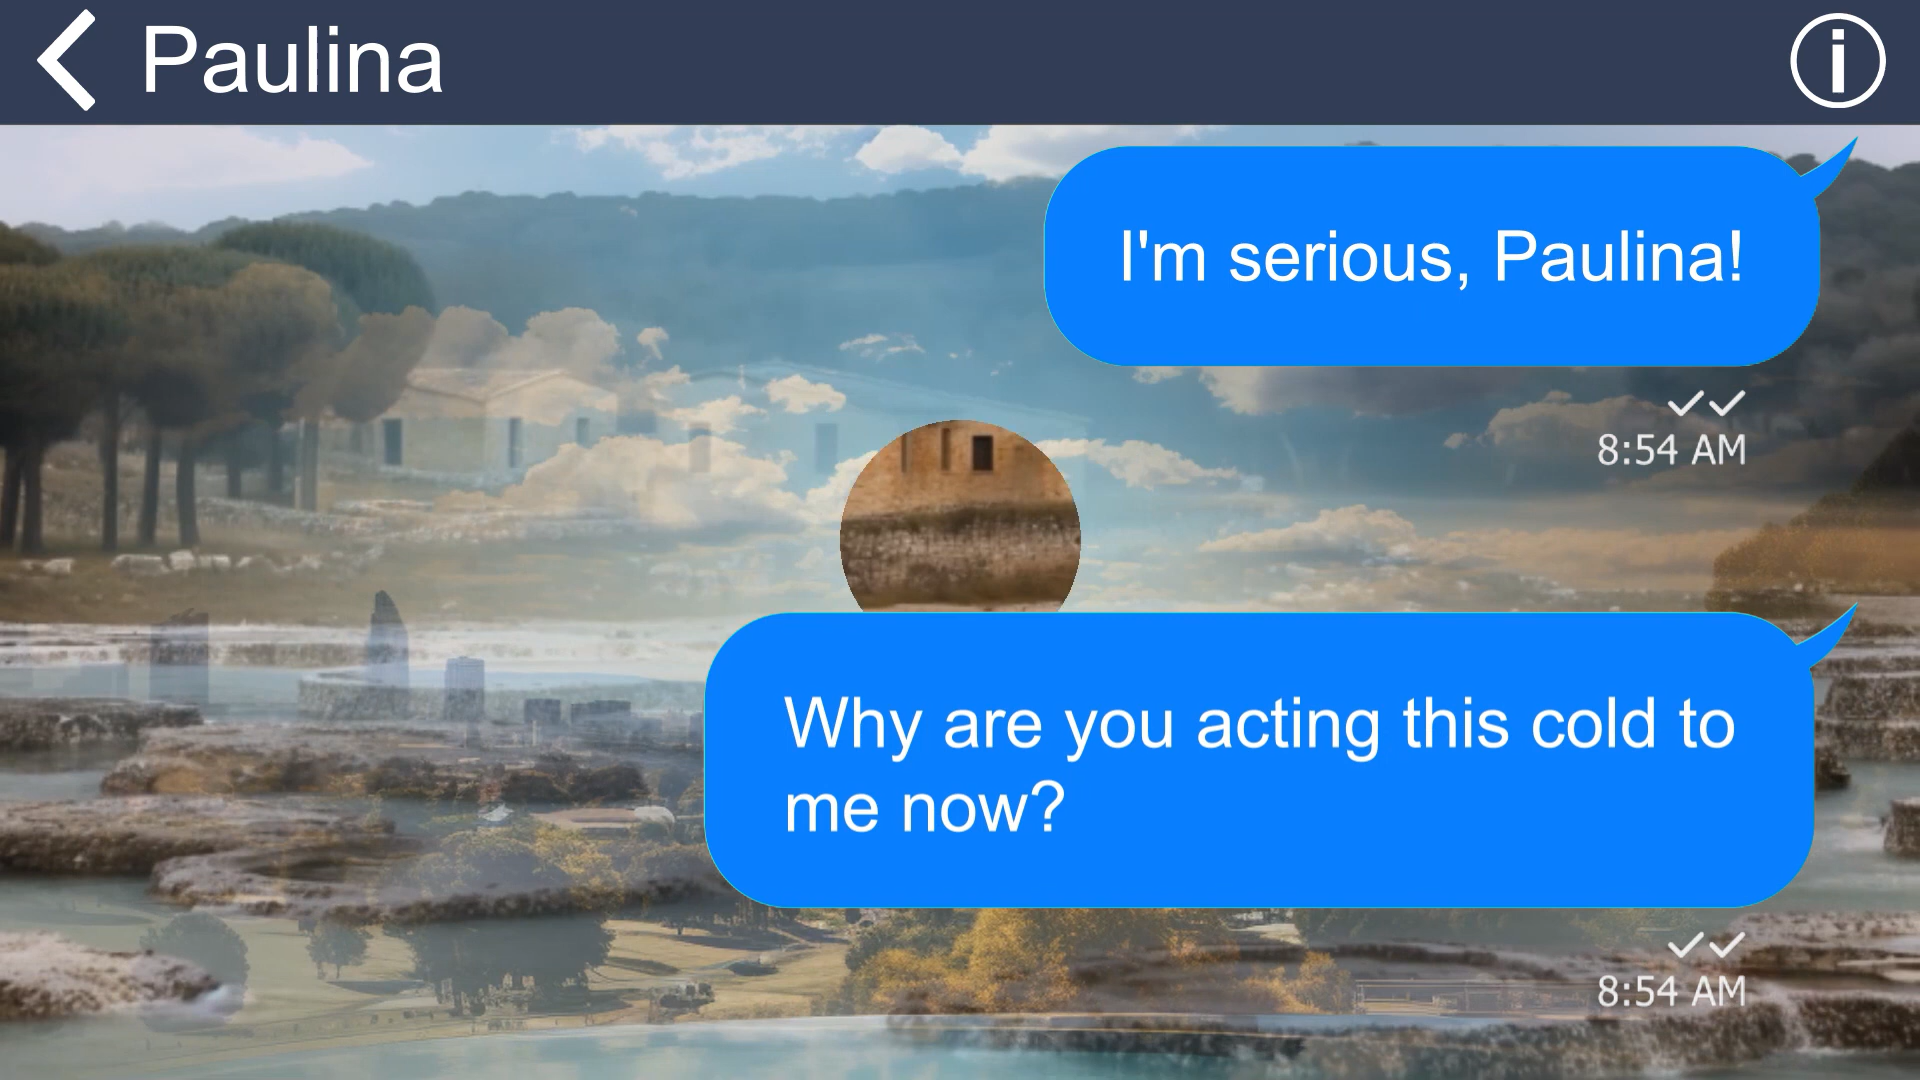 Paulina
I'm serious, Paulina!
8:54 AM
Why are you acting this cold to
me now?
8:54 AM